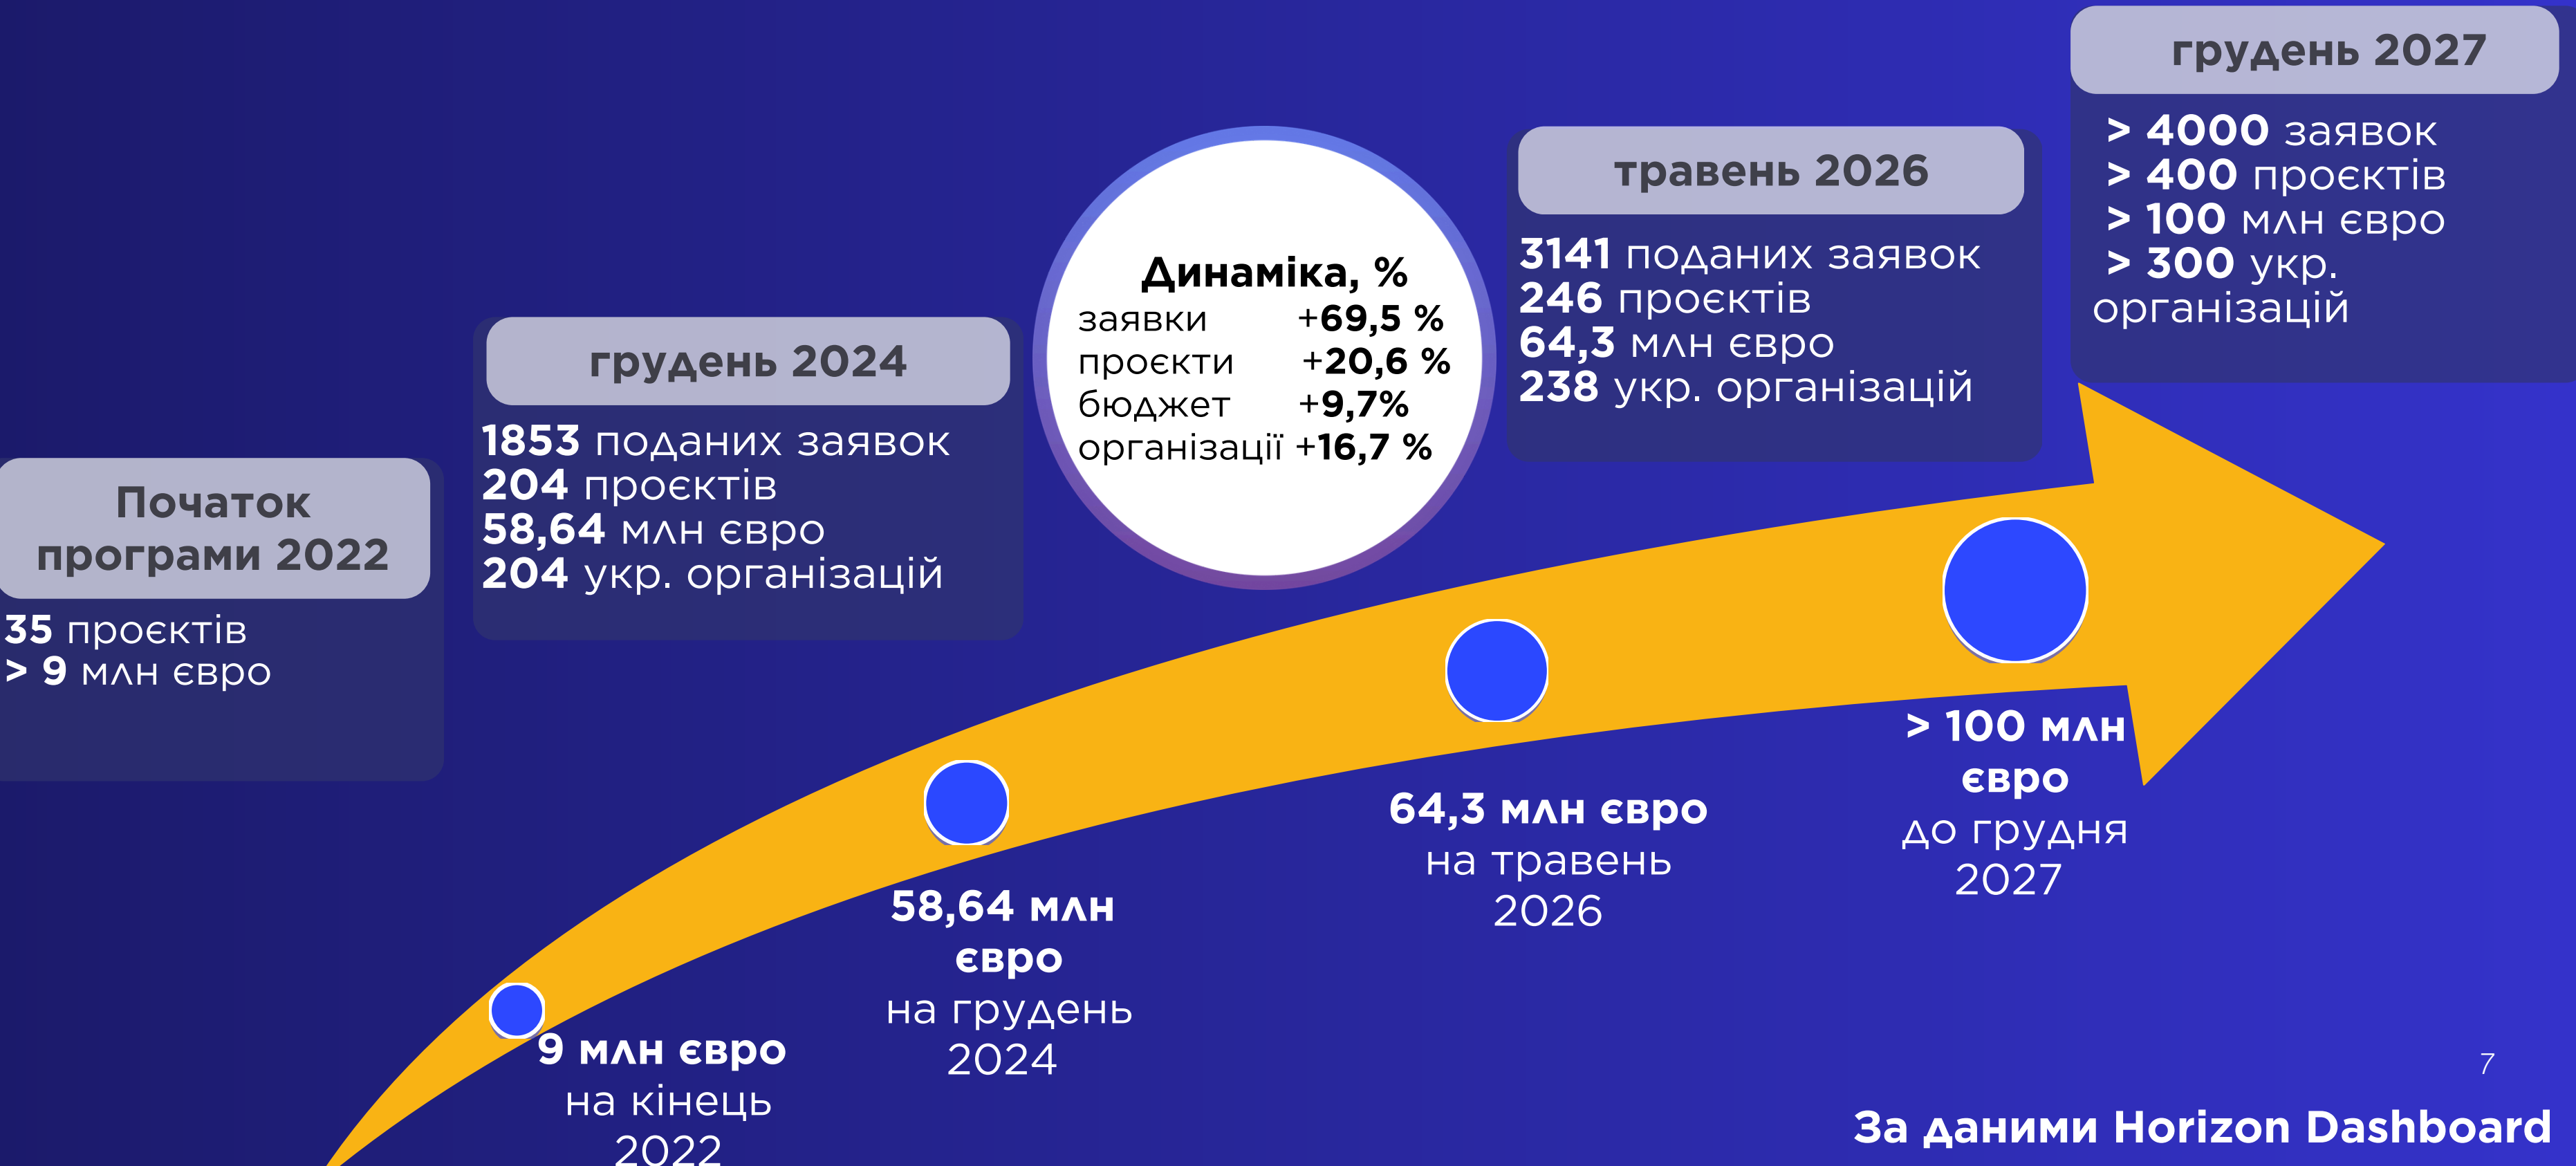 Початок
програми 2022
35 проєктів
> 9 млн євро
грудень 2024
1853 поданих заявок
204 проєктів
58,64 млн євро
204 укр. організацій
Динаміка, %
заявки +69,5 %
проєкти +20,6 %
бюджет +9,7%
організації +16,7 %
травень 2026
3141 поданих заявок
246 проєктів
64,3 млн євро
238 укр. організацій
грудень 2027
> 4000 заявок
> 400 проєктів
> 100 млн євро
> 300 укр.
організацій
9 млн євро
на кінець
2022
58,64 млн
євро
на грудень
2024
64,3 млн євро
на травень
2026
> 100 млн
євро
до грудня
2027
7
За даними Horizon Dashboard